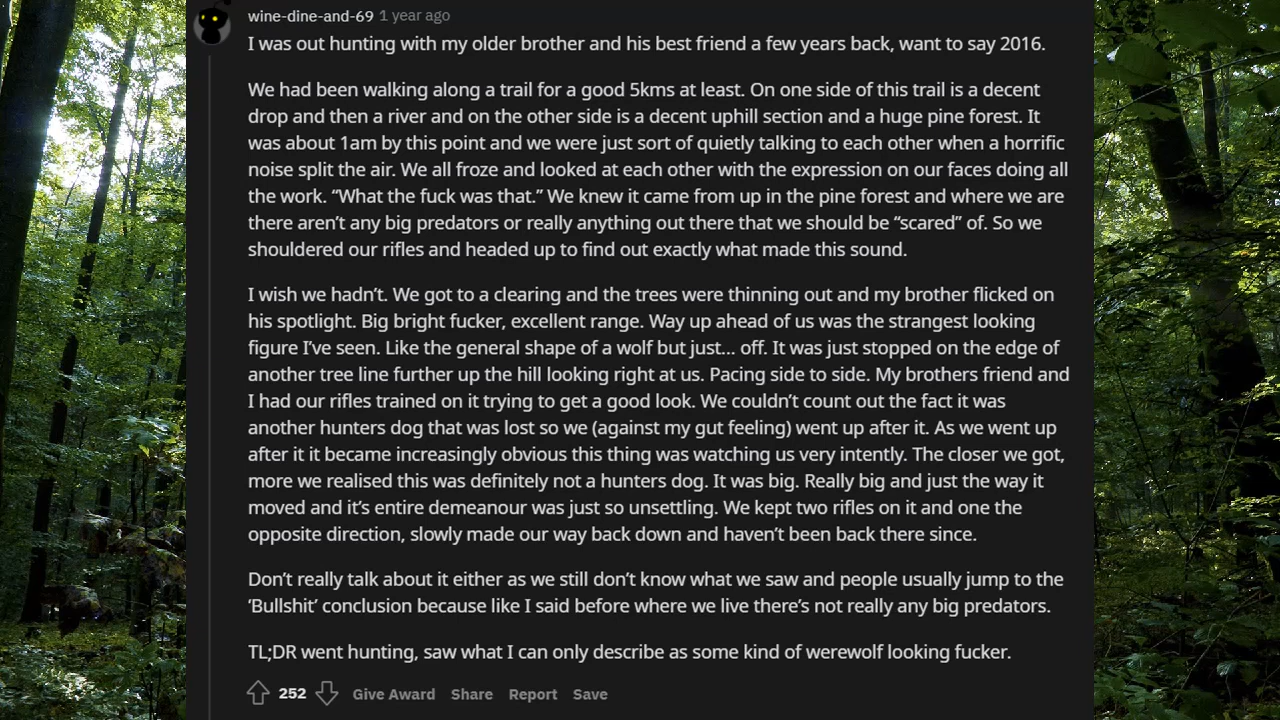 wine-dine-and-69 1 year ago
I was out hunting with my older brother and his best friend a few years back, want to say 2016.
We had been walking along a trail for a good 5kms at least. On one side of this trail is a decent
drop and then a river and on the other side is a decent uphill section and a huge pine forest. It
was about 1am by this point and we were just sort of quietly talking to each other when a horrific
noise split the air. We all froze and looked at each other with the expression on our faces doing all
the work. “What the fuck was that.” We knew it came from up in the pine forest and where we are
there aren’t any big predators or really anything out there that we should be “scared” of. So we
shouldered our rifles and headed up to find out exactly what made this sound.
I wish we hadn’t. We got to a clearing and the trees were thinning out and my brother flicked on
his spotlight. Big bright fucker, excellent range. Way up ahead of us was the strangest looking
figure I’ve seen. Like the general shape of a wolf but just... off. It was just stopped on the edge of
another tree line further up the hill looking right at us. Pacing side to side. My brothers friend and
I had our rifles trained on it trying to get a good look. We couldn’t count out the fact it was
another hunters dog that was lost so we (against my gut feeling) went up after it. As we went up
after it it became increasingly obvious this thing was watching us very intently. The closer we got,
more we realised this was definitely not a hunters dog. It was big. Really big and just the way it
moved and it’s entire demeanour was just so unsettling. We kept two rifles on it and one the
opposite direction, slowly made our way back down and haven’t been back there since.
Don’t really talk about it either as we still don’t know what we saw and people usually jump to the
‘Bullshit’ conclusion because like I said before where we live there’s not really any big predators.
TL;DR went hunting, saw what I can only describe as some kind of werewolf looking fucker.
252 Give Award Share Report Save